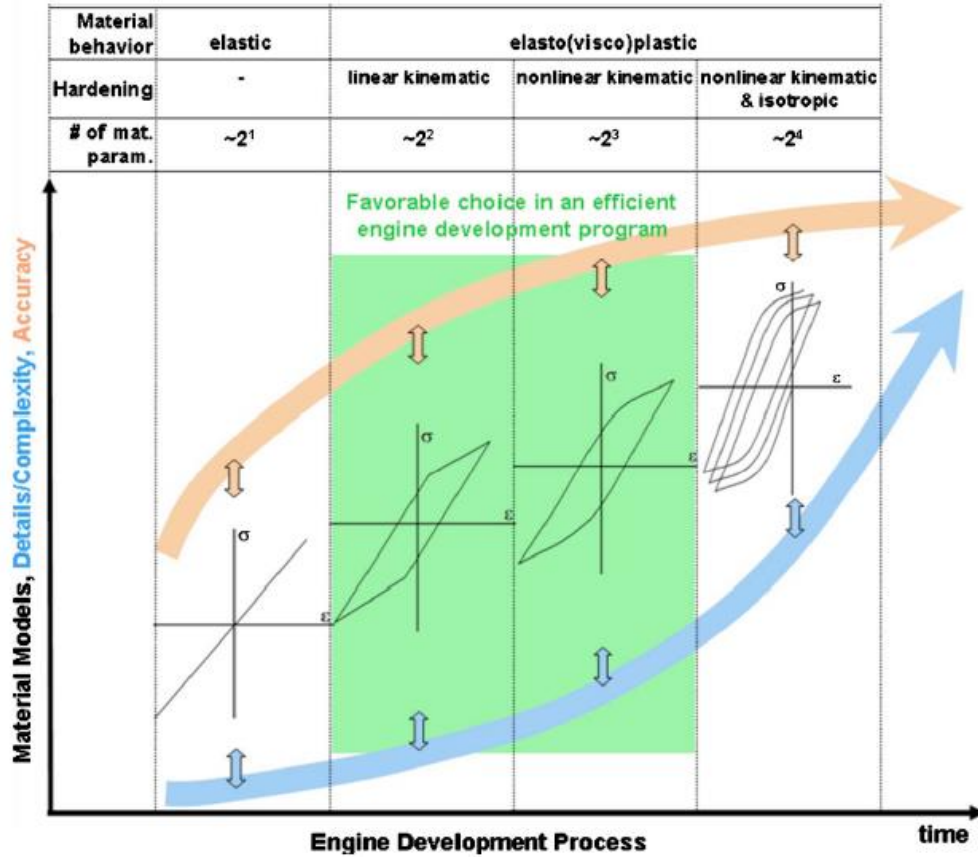 Material behavior
elastic
elasto(visco)plastic
Hardening
-
linear kinematic
nonlinear kinematic
nonlinear kinematic
& isotropic
# of mat.
param.
~2¹
~2²
~2³
~2⁴
Favorable choice in an efficient
engine development program
σ
ε
σ
ε
σ
ε
σ
ε
Material Models, Details/Complexity, Accuracy
Engine Development Process
time